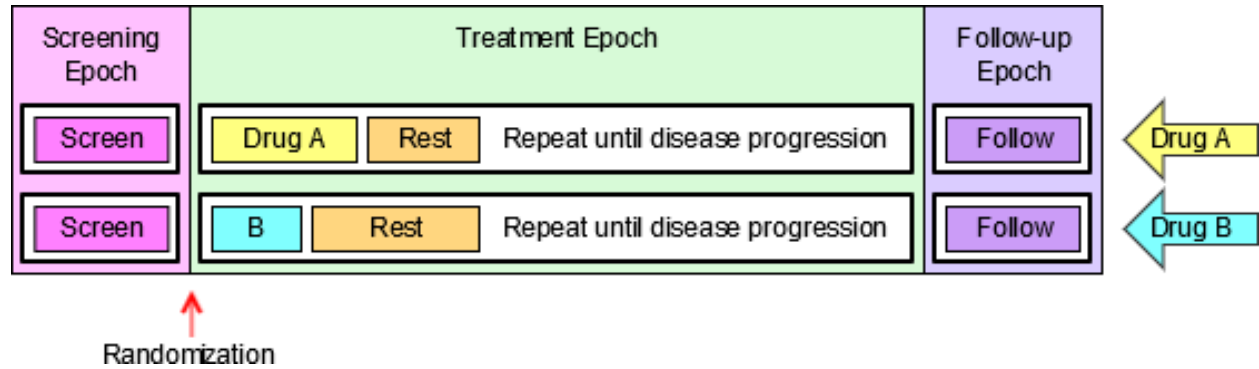 Screening
Epoch
Treatment Epoch
Follow-up
Epoch
Screen
Drug A
Rest
Repeat until disease progression
Follow
Drug A
Screen
B
Rest
Repeat until disease progression
Follow
Drug B
Randomization